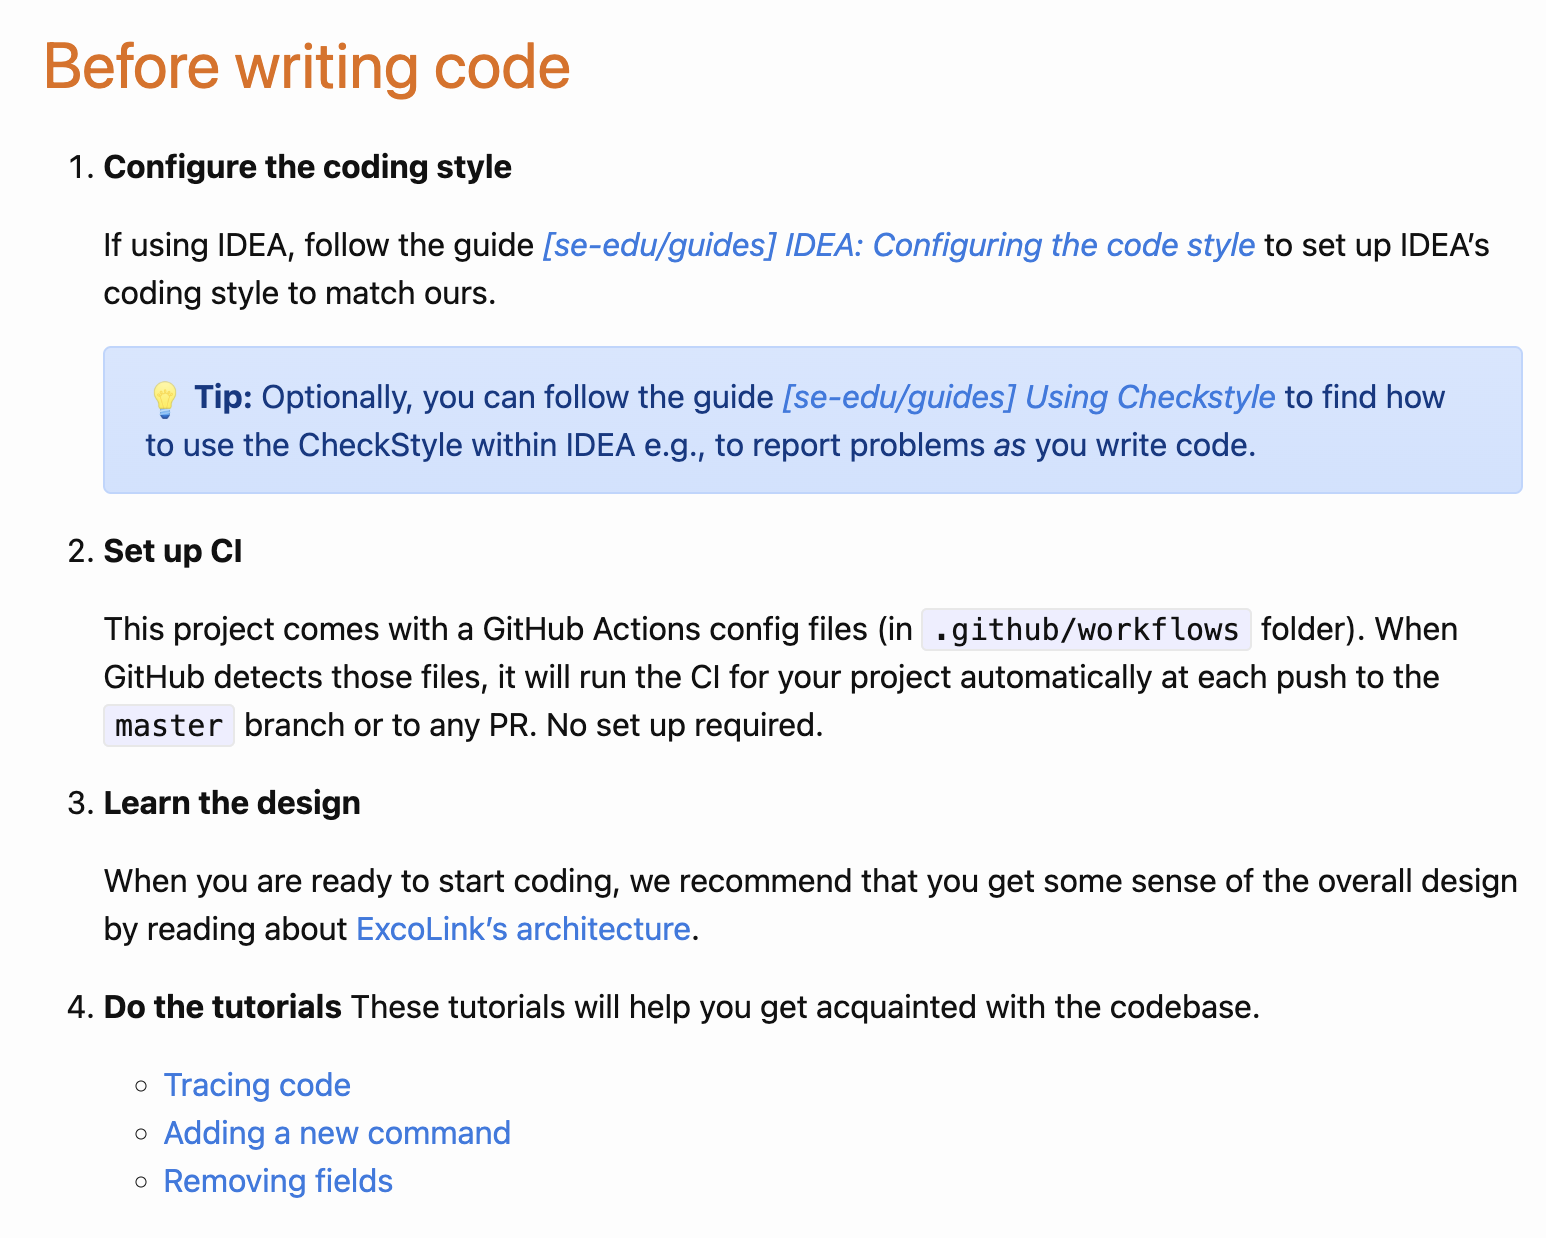 Before writing code
1. Configure the coding style
If using IDEA, follow the guide [se-edu/guides] IDEA: Configuring the code style to set up IDEA’s
coding style to match ours.
💡 Tip: Optionally, you can follow the guide [se-edu/guides] Using Checkstyle to find how
to use the CheckStyle within IDEA e.g., to report problems as you write code.
2. Set up CI
This project comes with a GitHub Actions config files (in .github/workflows folder). When
GitHub detects those files, it will run the CI for your project automatically at each push to the
master branch or to any PR. No set up required.
3. Learn the design
When you are ready to start coding, we recommend that you get some sense of the overall design
by reading about ExcoLink’s architecture.
4. Do the tutorials These tutorials will help you get acquainted with the codebase.
◦ Tracing code
◦ Adding a new command
◦ Removing fields